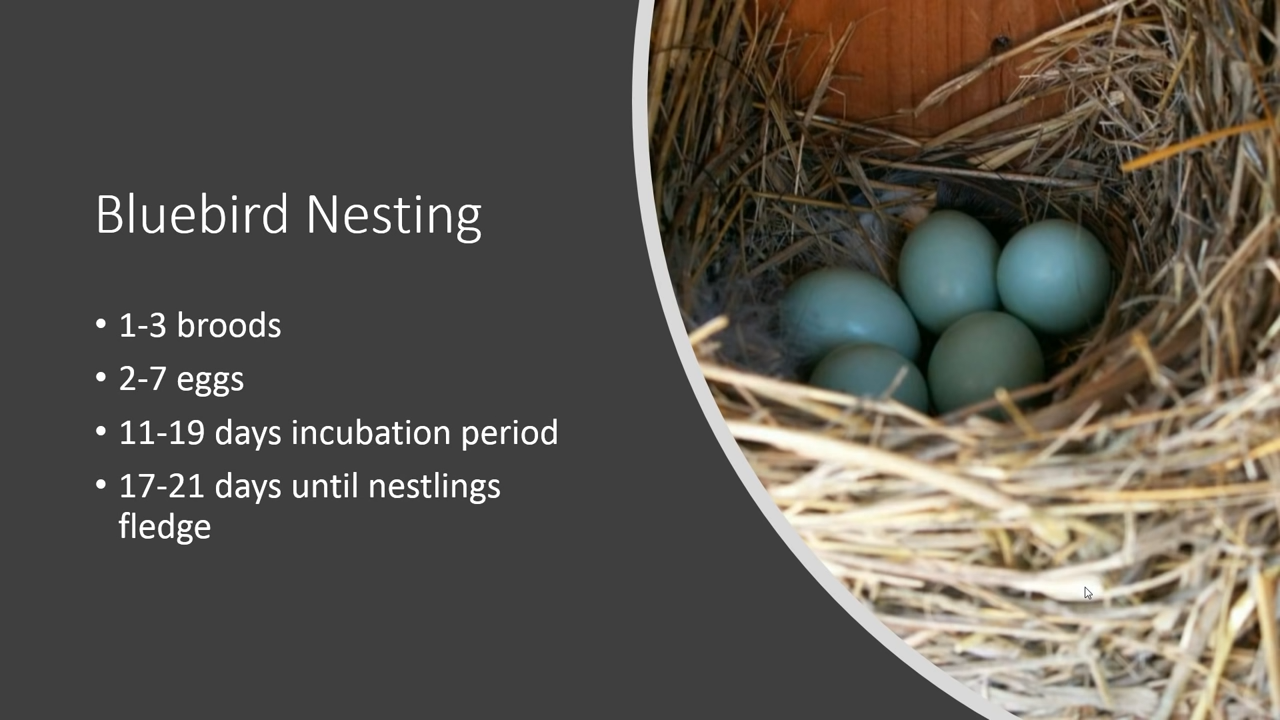 Bluebird Nesting
• 1-3 broods
• 2-7 eggs
• 11-19 days incubation period
• 17-21 days until nestlings
fledge